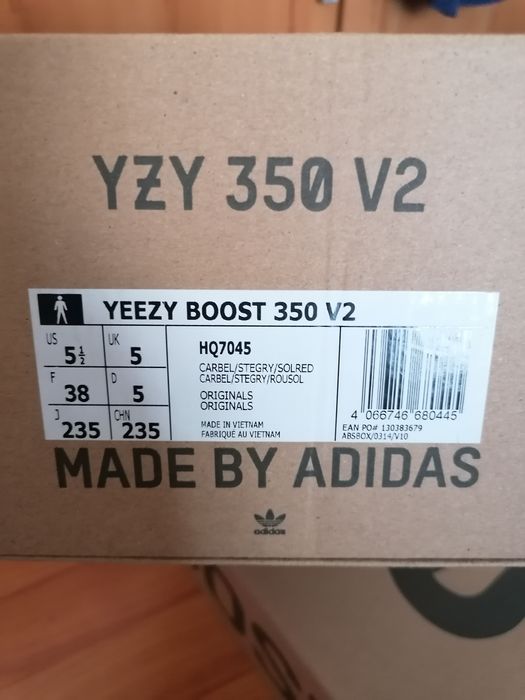 YZY 350 V2
YEEZY BOOST 350 V2
US 5½ UK 5
F 38 D 5
J 235 CHN 235
HQ7045
CARBEL/STEGRY/SOLRED
CARBEL/STEGRY/ROUSOL
ORIGINALS
ORIGINALS
MADE IN VIETNAM
FABRIQUÉ AU VIETNAM
4 066746 680445
EAN PO# 130383679
ABSBOX/0314/V10
MADE BY ADIDAS
adidas